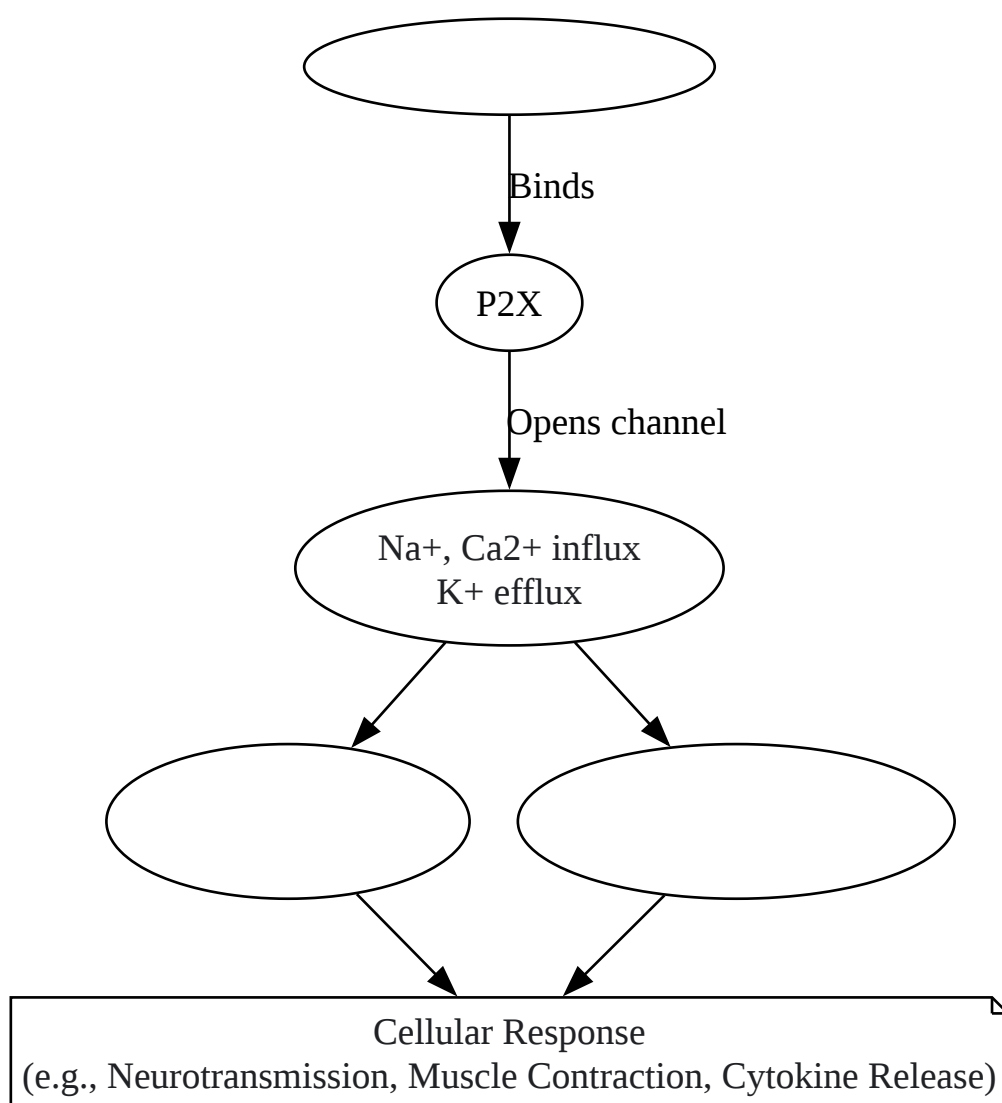 Binds
P2X
Opens channel
Na+, Ca2+ influx
K+ efflux
Cellular Response
(e.g., Neurotransmission, Muscle Contraction, Cytokine Release)